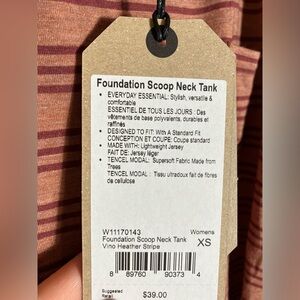 Foundation Scoop Neck Tank
• EVERYDAY ESSENTIAL: Stylish, versatile &
comfortable
ESSENTIEL DE TOUS LES JOURS : Des
vêtements de base polyvalents, durables et
raffinés
• DESIGNED TO FIT: With A Standard Fit
CONCEPTION ET COUPE: Coupe standard
• MADE WITH: Lightweight Jersey
FAIT DE: Jersey léger
• TENCEL MODAL: Supersoft Fabric Made from
Trees
TENCEL MODAL : Tissu ultradoux fait de fibres
de cellulose
W11170143
Womens
Foundation Scoop Neck Tank
XS
Vino Heather Stripe
8 89760 90373 4
Suggested
Retail
$39.00